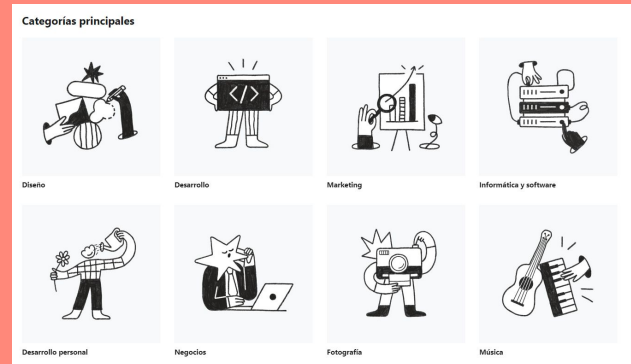 Categorías principales
Diseño
Desarrollo
Marketing
Informática y software
Desarrollo personal
Negocios
Fotografía
Música